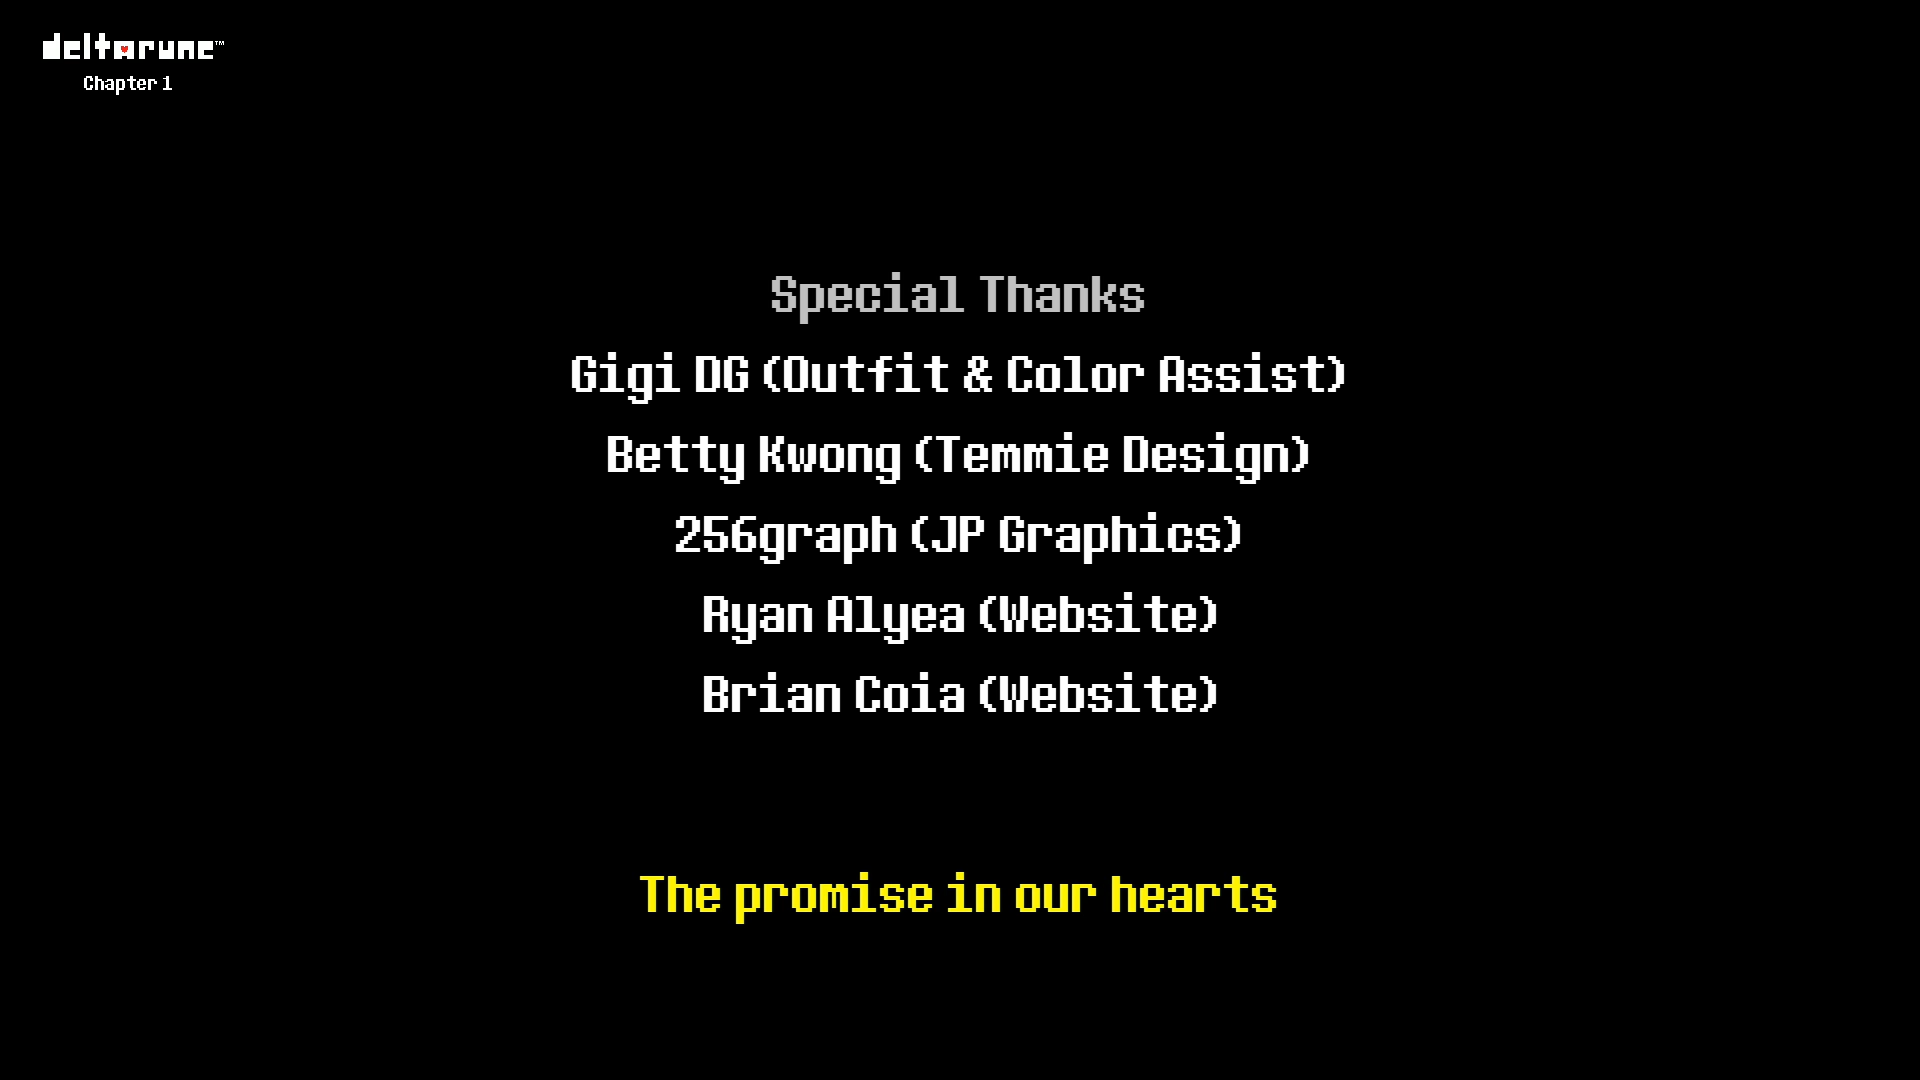 deltarune™
Chapter 1
Special Thanks
Gigi DG (Outfit & Color Assist)
Betty Kwong (Temmie Design)
256graph (JP Graphics)
Ryan Alyea (Website)
Brian Coia (Website)
The promise in our hearts